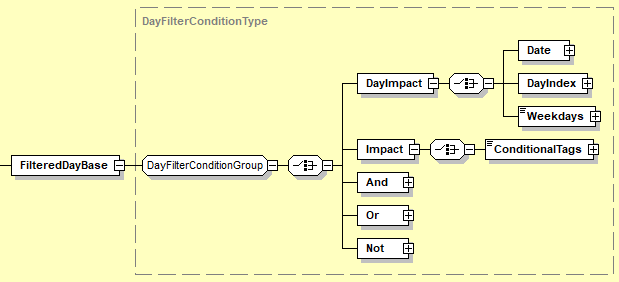 DayFilterConditionType
Date
DayImpact
DayIndex
Weekdays
FilteredDayBase
DayFilterConditionGroup
Impact
ConditionalTags
And
Or
Not